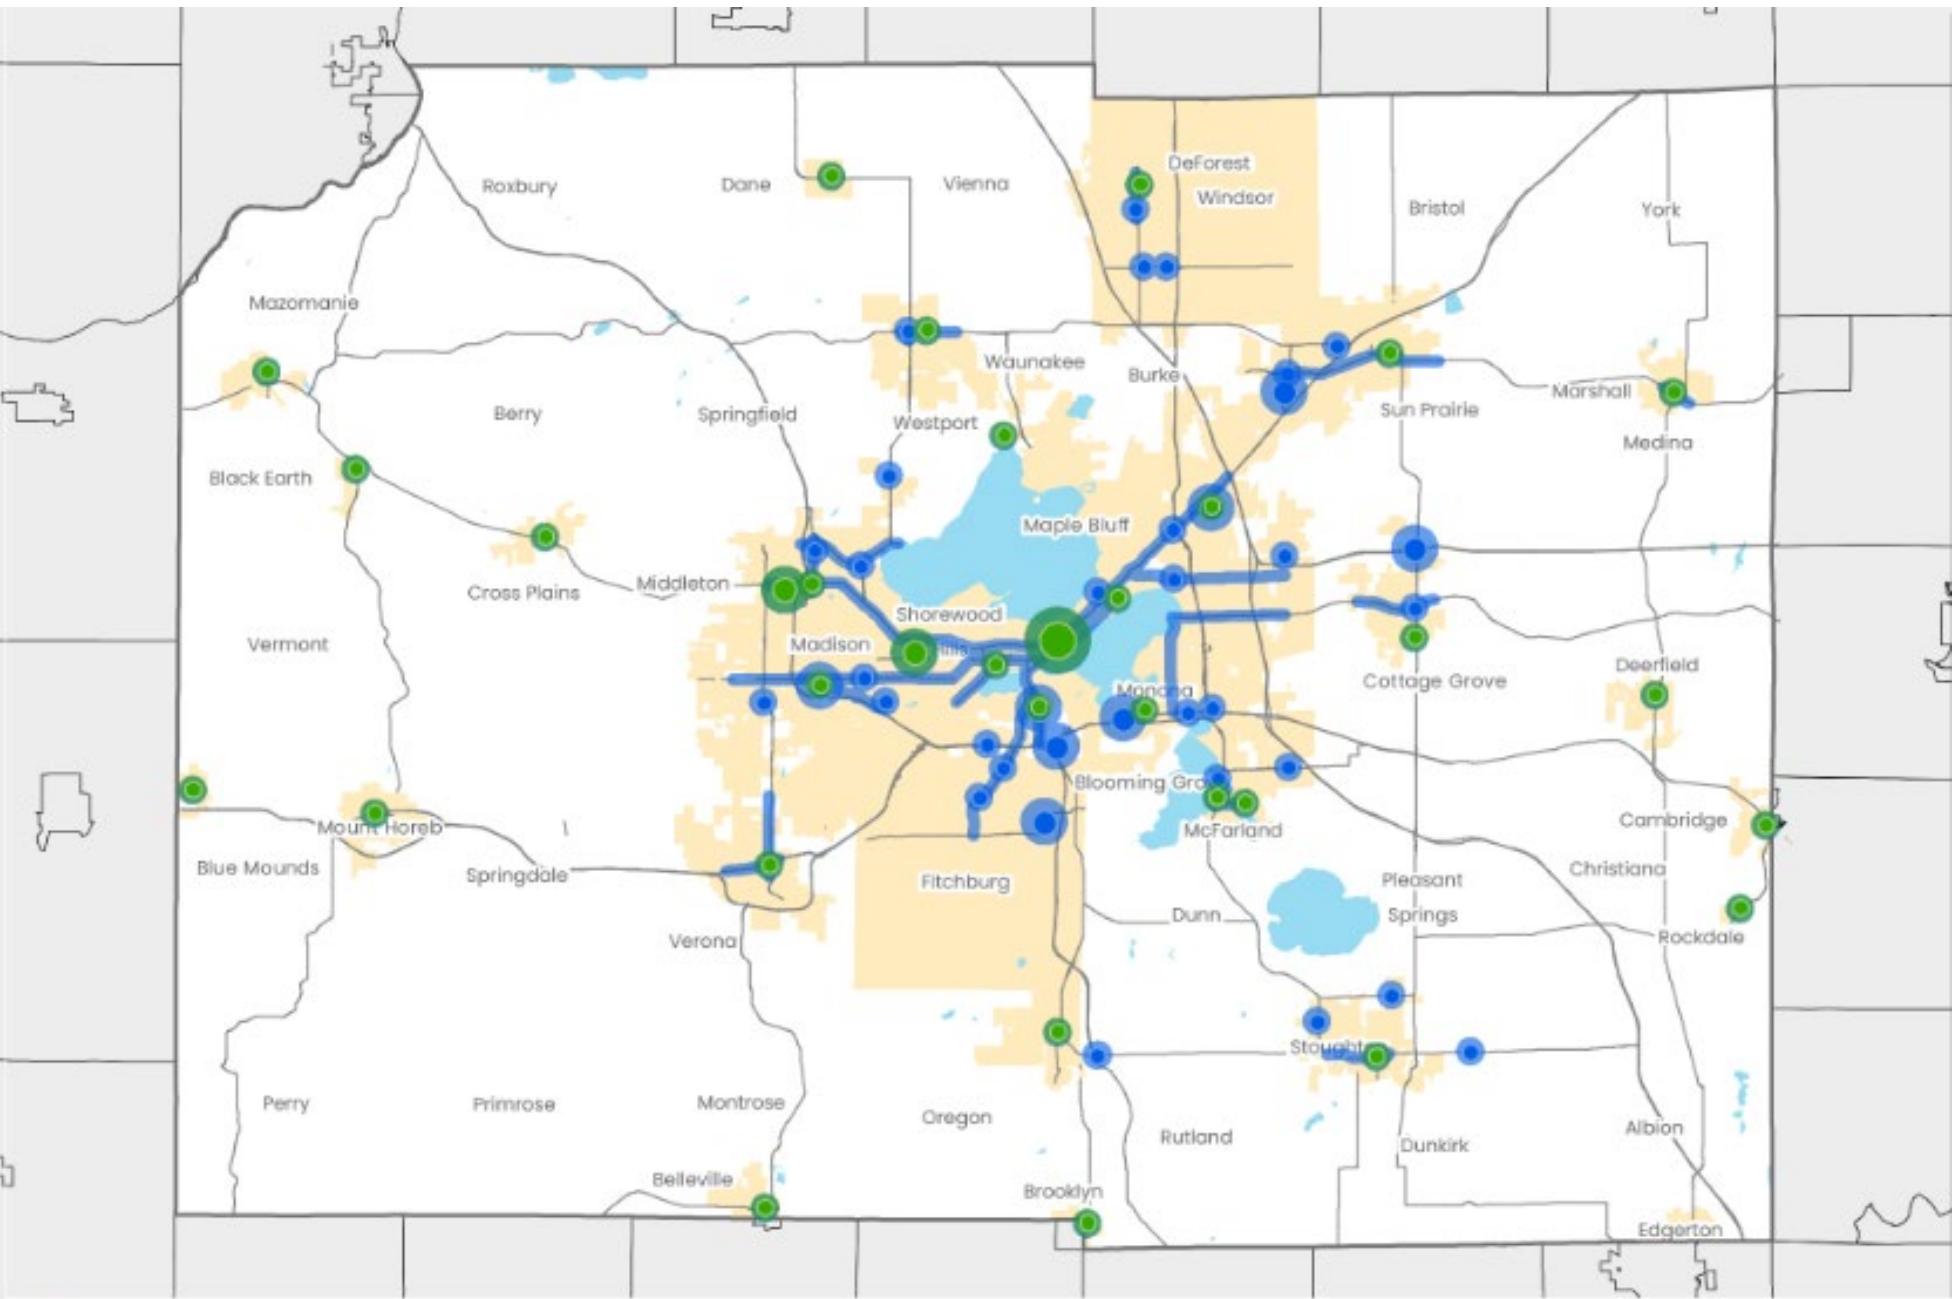 DeForest
Roxbury
Dane
Vienna
Windsor
Bristol
York
Mazomanie
Waunakee
Burke
Marshall
Berry
Springfield
Westport
Sun Prairie
Medina
Black Earth
Maple Bluff
Cross Plains
Middleton
Shorewood
Hills
Vermont
Madison
Monona
Cottage Grove
Deerfield
Blooming Gro
Mount Horeb
McFarland
Cambridge
Blue Mounds
Springdale
Fitchburg
Pleasant
Springs
Christiana
Dunn
Verona
Rockdale
Stought
Perry
Primrose
Montrose
Oregon
Rutland
Dunkirk
Albion
Belleville
Brooklyn
Edgerton